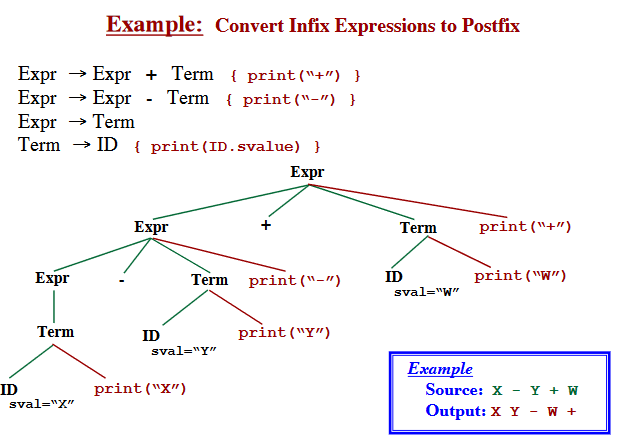 Example: Convert Infix Expressions to Postfix
Expr → Expr + Term { print(“+”) }
Expr → Expr - Term { print(“-”) }
Expr → Term
Term → ID { print(ID.svalue) }
Expr
Expr + Term print(“+”)
Expr - Term print(“-”) ID print(“W”)
sval=“W”
Term ID print(“Y”)
sval=“Y”
ID print(“X”)
sval=“X”
Example
Source: X - Y + W
Output: X Y - W +